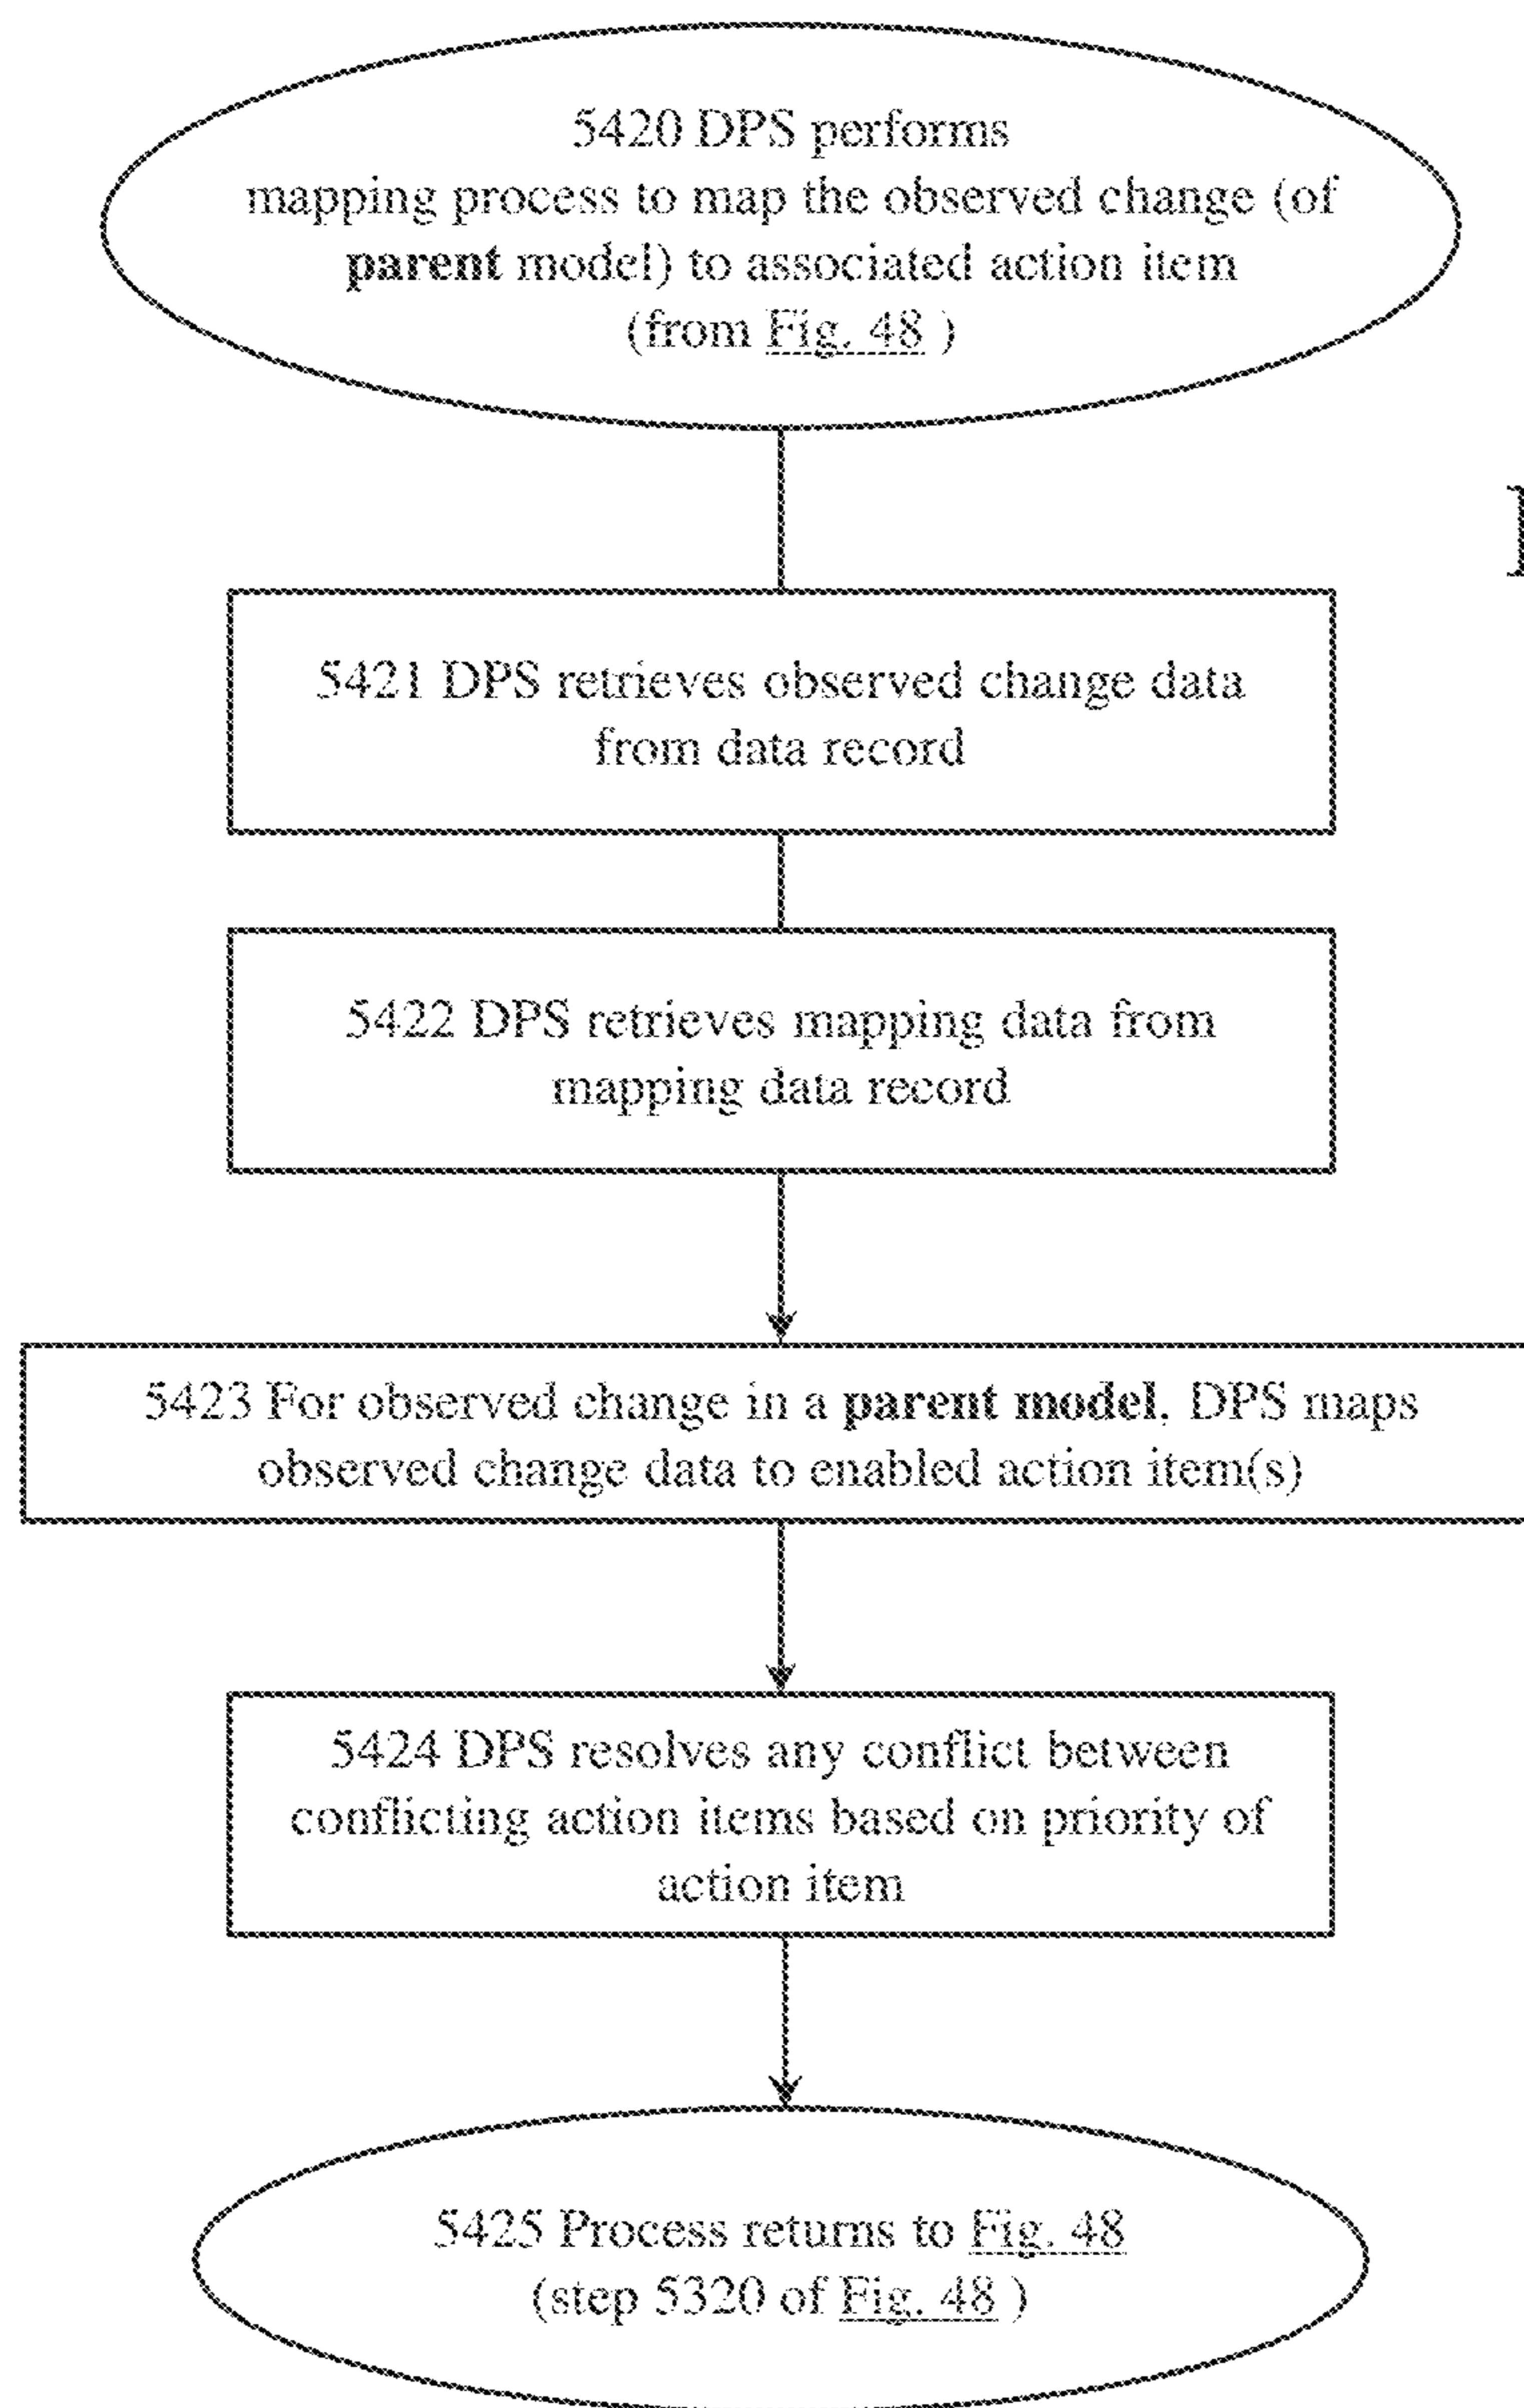 5420 DPS performs
mapping process to map the observed change (of
parent model) to associated action item
(from Fig. 48 )
5421 DPS retrieves observed change data
from data record
5422 DPS retrieves mapping data from
mapping data record
5423 For observed change in a parent model, DPS maps
observed change data to enabled action item(s)
5424 DPS resolves any conflict between
conflicting action items based on priority of
action item
5425 Process returns to Fig. 48
(step 5320 of Fig. 48 )